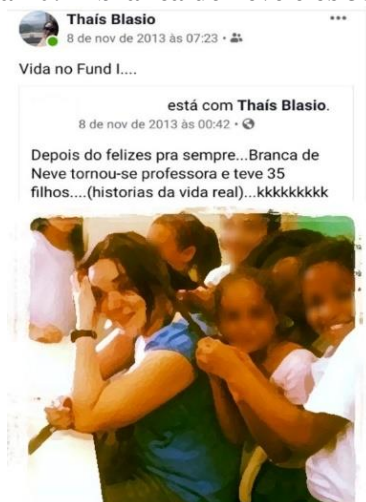 Thaís Blasio
8 de nov de 2013 às 07:23 •
Vida no Fund I....
está com Thaís Blasio.
8 de nov de 2013 às 00:42 •
Depois do felizes pra sempre...Branca de
Neve tornou-se professora e teve 35
filhos....(historias da vida real)...kkkkkkkkk